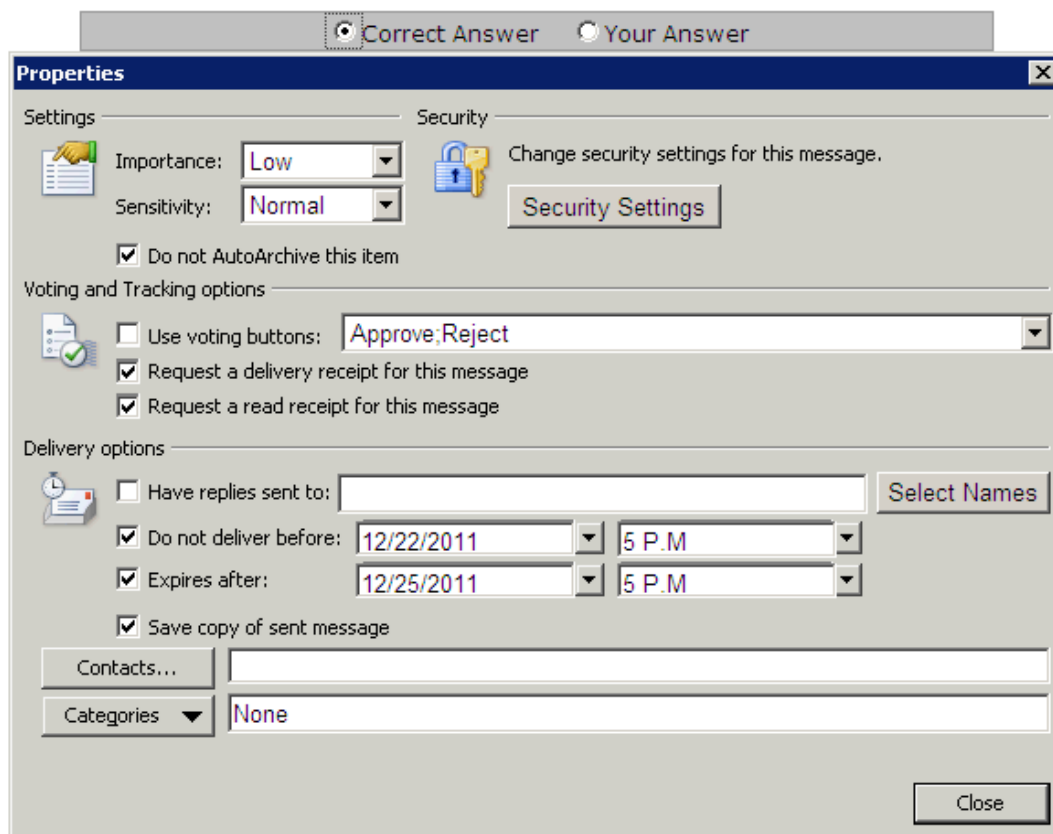 Correct Answer Your Answer
Properties
Settings Security
Importance: Low Change security settings for this message.
Sensitivity: Normal Security Settings
Do not AutoArchive this item
Voting and Tracking options
Use voting buttons: Approve;Reject
Request a delivery receipt for this message
Request a read receipt for this message
Delivery options
Have replies sent to: Select Names
Do not deliver before: 12/22/2011 5 P.M
Expires after: 12/25/2011 5 P.M
Save copy of sent message
Contacts...
Categories None
Close